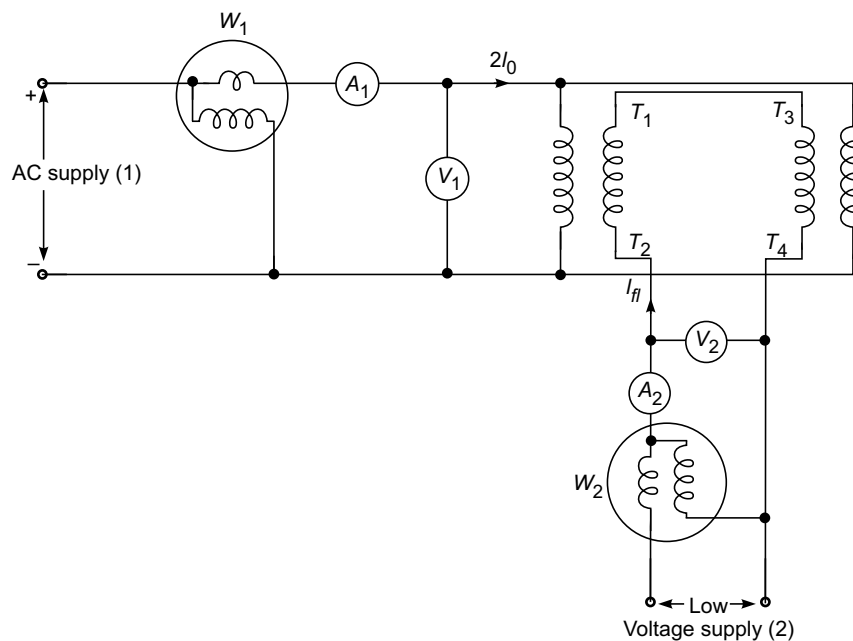 W1
+
A1
2I0
T1
T3
AC supply (1)
V1
T2
T4
–
Ifl
V2
A2
W2
Low
Voltage supply (2)